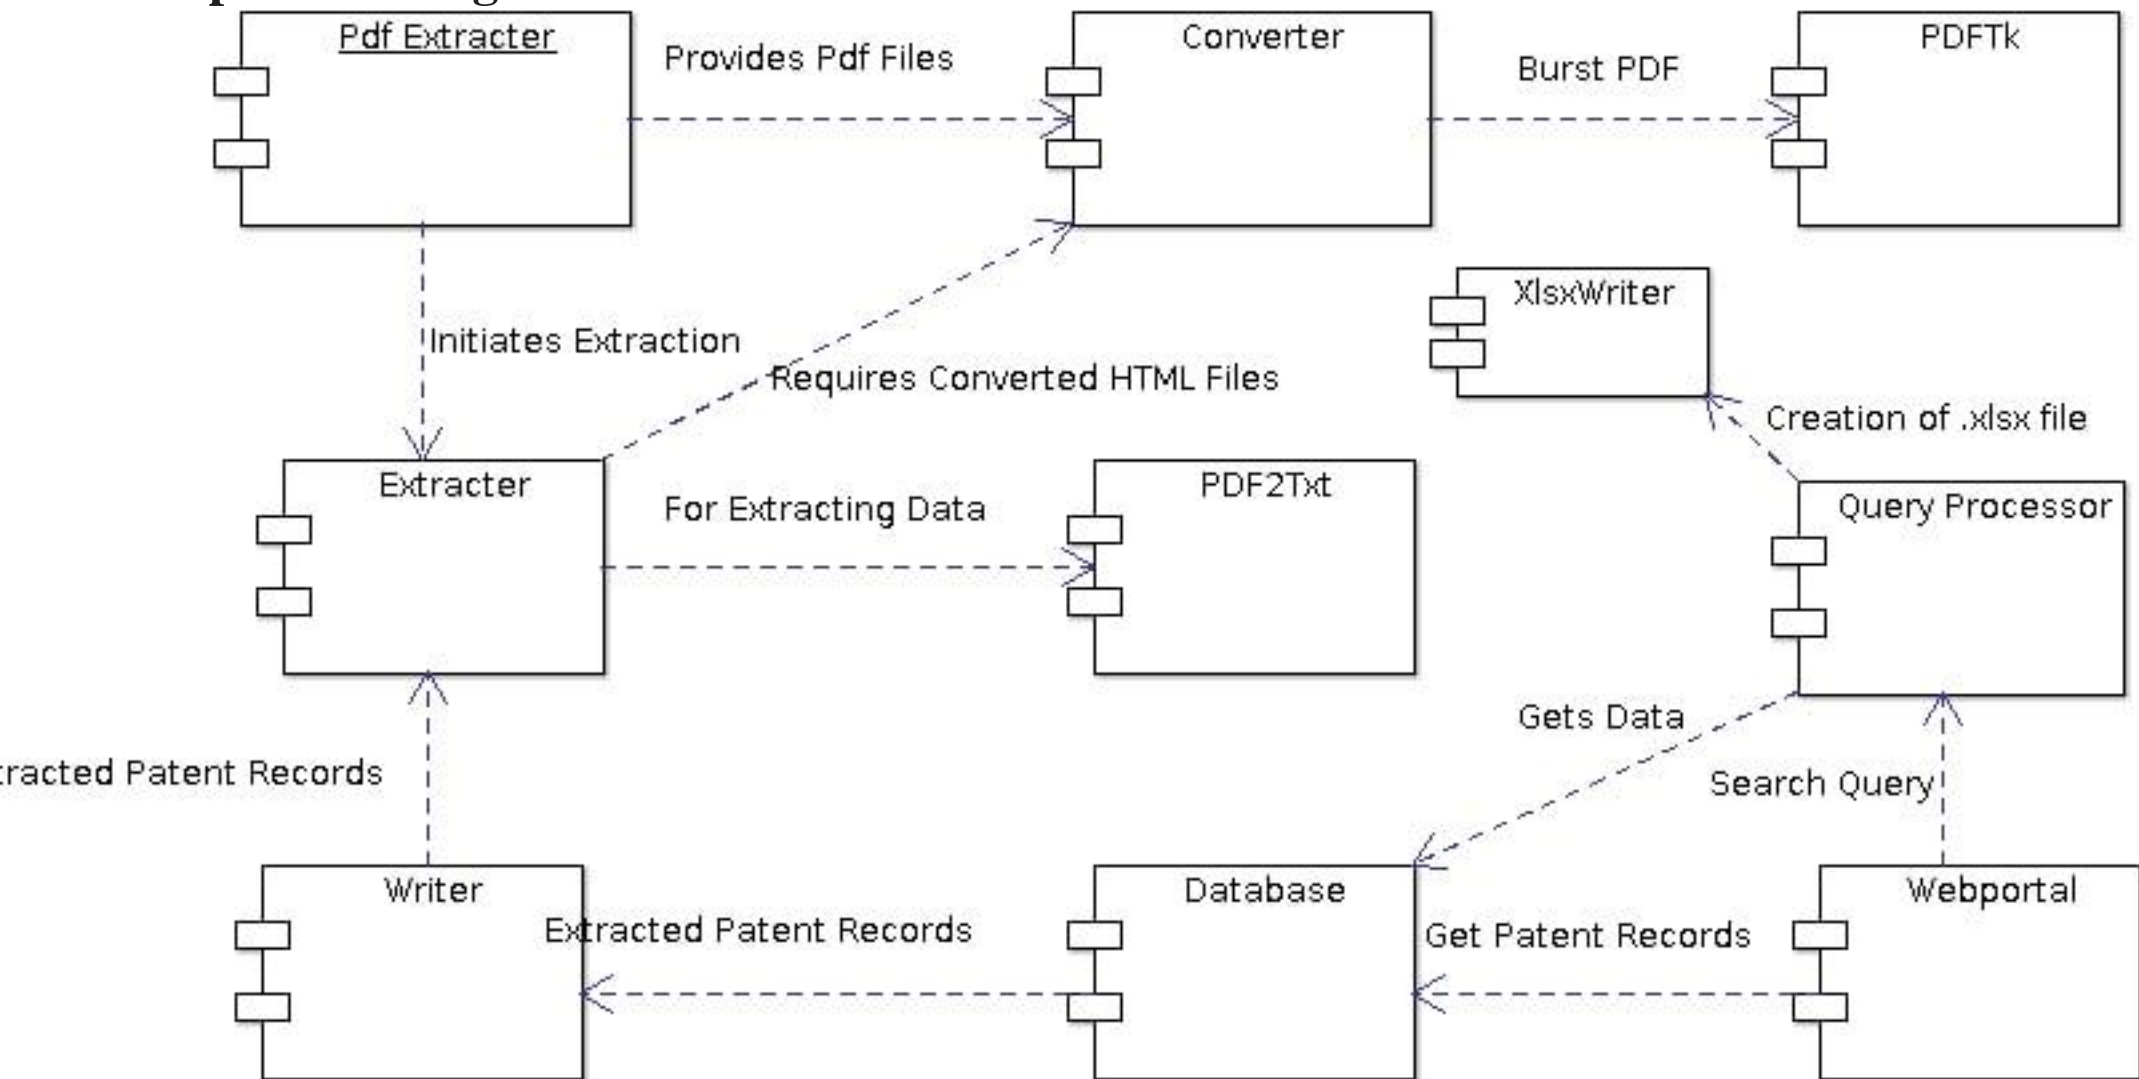 Pdf Extracter
Provides Pdf Files
Converter
Burst PDF
PDFTk
XlsxWriter
Initiates Extraction
Requires Converted HTML Files
Creation of .xlsx file
Extracter
For Extracting Data
PDF2Txt
Query Processor
Gets Data
Search Query
Patent Records
Writer
Extracted Patent Records
Database
Get Patent Records
Webportal